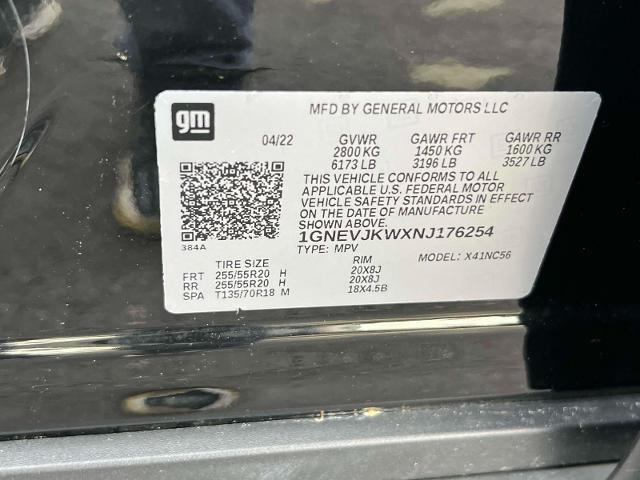 gm
MFD BY GENERAL MOTORS LLC
04/22 GVWR GAWR FRT GAWR RR
2800 KG 1450 KG 1600 KG
6173 LB 3196 LB 3527 LB
THIS VEHICLE CONFORMS TO ALL
APPLICABLE U.S. FEDERAL MOTOR
VEHICLE SAFETY STANDARDS IN EFFECT
ON THE DATE OF MANUFACTURE
SHOWN ABOVE.
1GNEVJKWXNJ176254
384A
TYPE: MPV MODEL: X41NC56
TIRE SIZE RIM
FRT 255/55R20 H 20X8J
RR 255/55R20 H 20X8J
SPA T135/70R18 M 18X4.5B